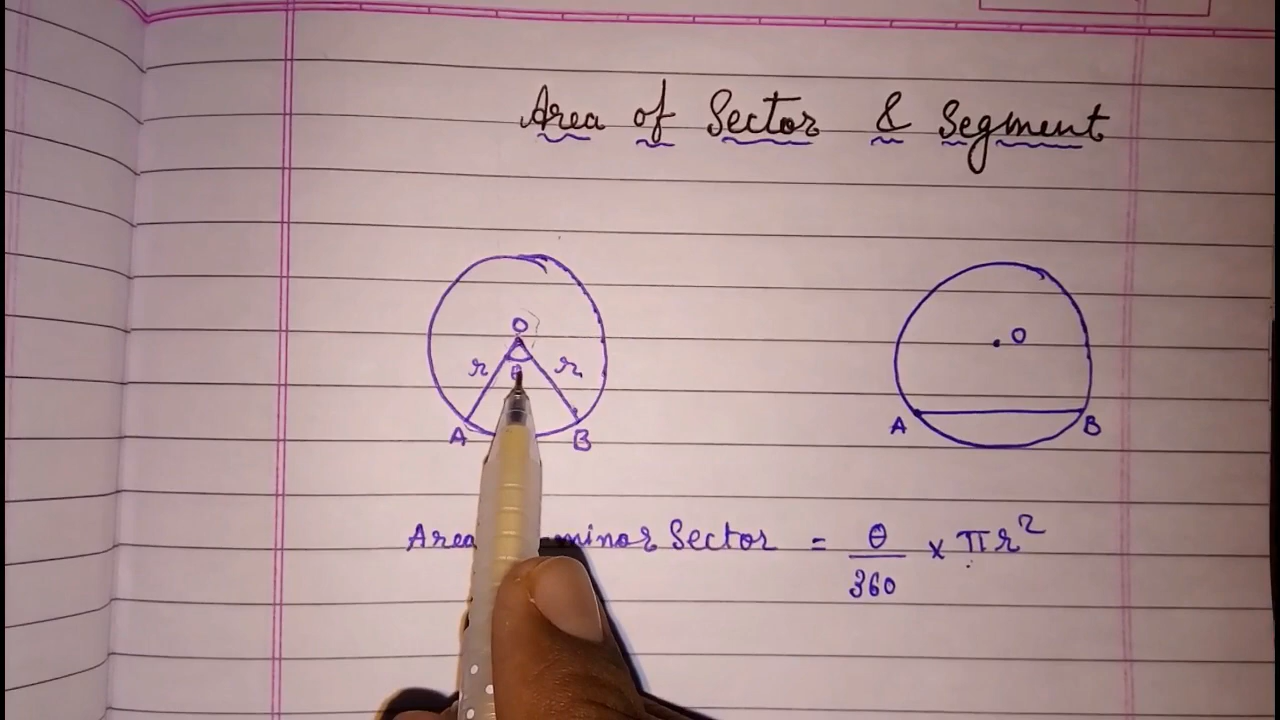 Area of Sector & Segment
O
r θ r
A B
O
A B
Area minor Sector = θ/360 × πr²